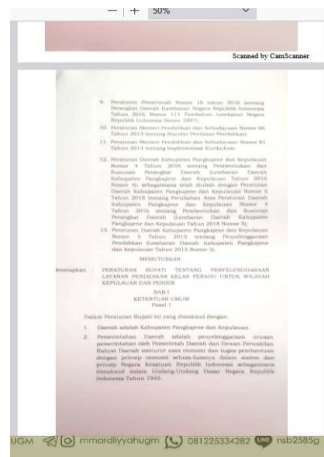 50%
Scanned by CamScanner
9. Peraturan Pemerintah Nomor 18 tahun 2016 tentang
Perangkat Daerah (Lembaran Negara Republik Indonesia
Tahun 2016 Nomor 114 Tambahan Lembaran Negara
Republik Indonesia Nomor 5887);
10. Peraturan Menteri Pendidikan dan Kebudayaan Nomor 66
Tahun 2013 tentang Standar Penilaian Pendidikan;
11. Peraturan Menteri Pendidikan dan Kebudayaan Nomor 81
Tahun 2013 tentang Implementasi Kurikulum;
12. Peraturan Daerah Kabupaten Pangkajene dan Kepulauan
Nomor 4 Tahun 2016 tentang Pembentukan dan
Susunan Perangkat Daerah (Lembaran Daerah
Kabupaten Pangkajene dan Kepulauan Tahun 2016
Nomor 4), sebagaimana telah diubah dengan Peraturan
Daerah Kabupaten Pangkajene dan Kepulauan Nomor
Tahun 2018 tentang Perubahan Atas Peraturan Daerah
Kabupaten Pangkajene dan Kepulauan Nomor 4
Tahun 2016 tentang Pembentukan dan Susunan
Perangkat Daerah (Lembaran Daerah Kabupaten
Pangkajene dan Kepulauan Tahun 2018 Nomor
13. Peraturan Daerah Kabupaten Pangkajene dan Kepulauan
Nomor Tahun 2013 tentang Penyelenggaraan
Pendidikan (Lembaran Daerah Kabupaten Pangkajene
dan Kepulauan Tahun 2013 Nomor
MEMUTUSKAN:
: PERATURAN BUPATI TENTANG PENYELENGGARAAN
LAYANAN PENDIDIKAN KELAS PERAHU UNTUK WILAYAH
KEPULAUAN DAN PESISIR
BAB I
KETENTUAN UMUM
Pasal 1
Dalam Peraturan Bupati ini yang dimaksud dengan:
1. Daerah adalah Kabupaten Pangkajene dan Kepulauan.
2. Pemerintahan Daerah adalah penyelenggaraan urusan
pemerintahan oleh Pemerintah Daerah dan Dewan Perwakilan
Rakyat Daerah menurut asas otonomi dan tugas pembantuan
dengan prinsip otonomi seluas-luasnya dalam sistem dan
prinsip Negara Kesatuan Republik Indonesia sebagaimana
dimaksud dalam Undang-Undang Dasar Negara Republik
Indonesia Tahun 1945.
UGM mmardliyyahugm 081225334282 LINE nsb2585g